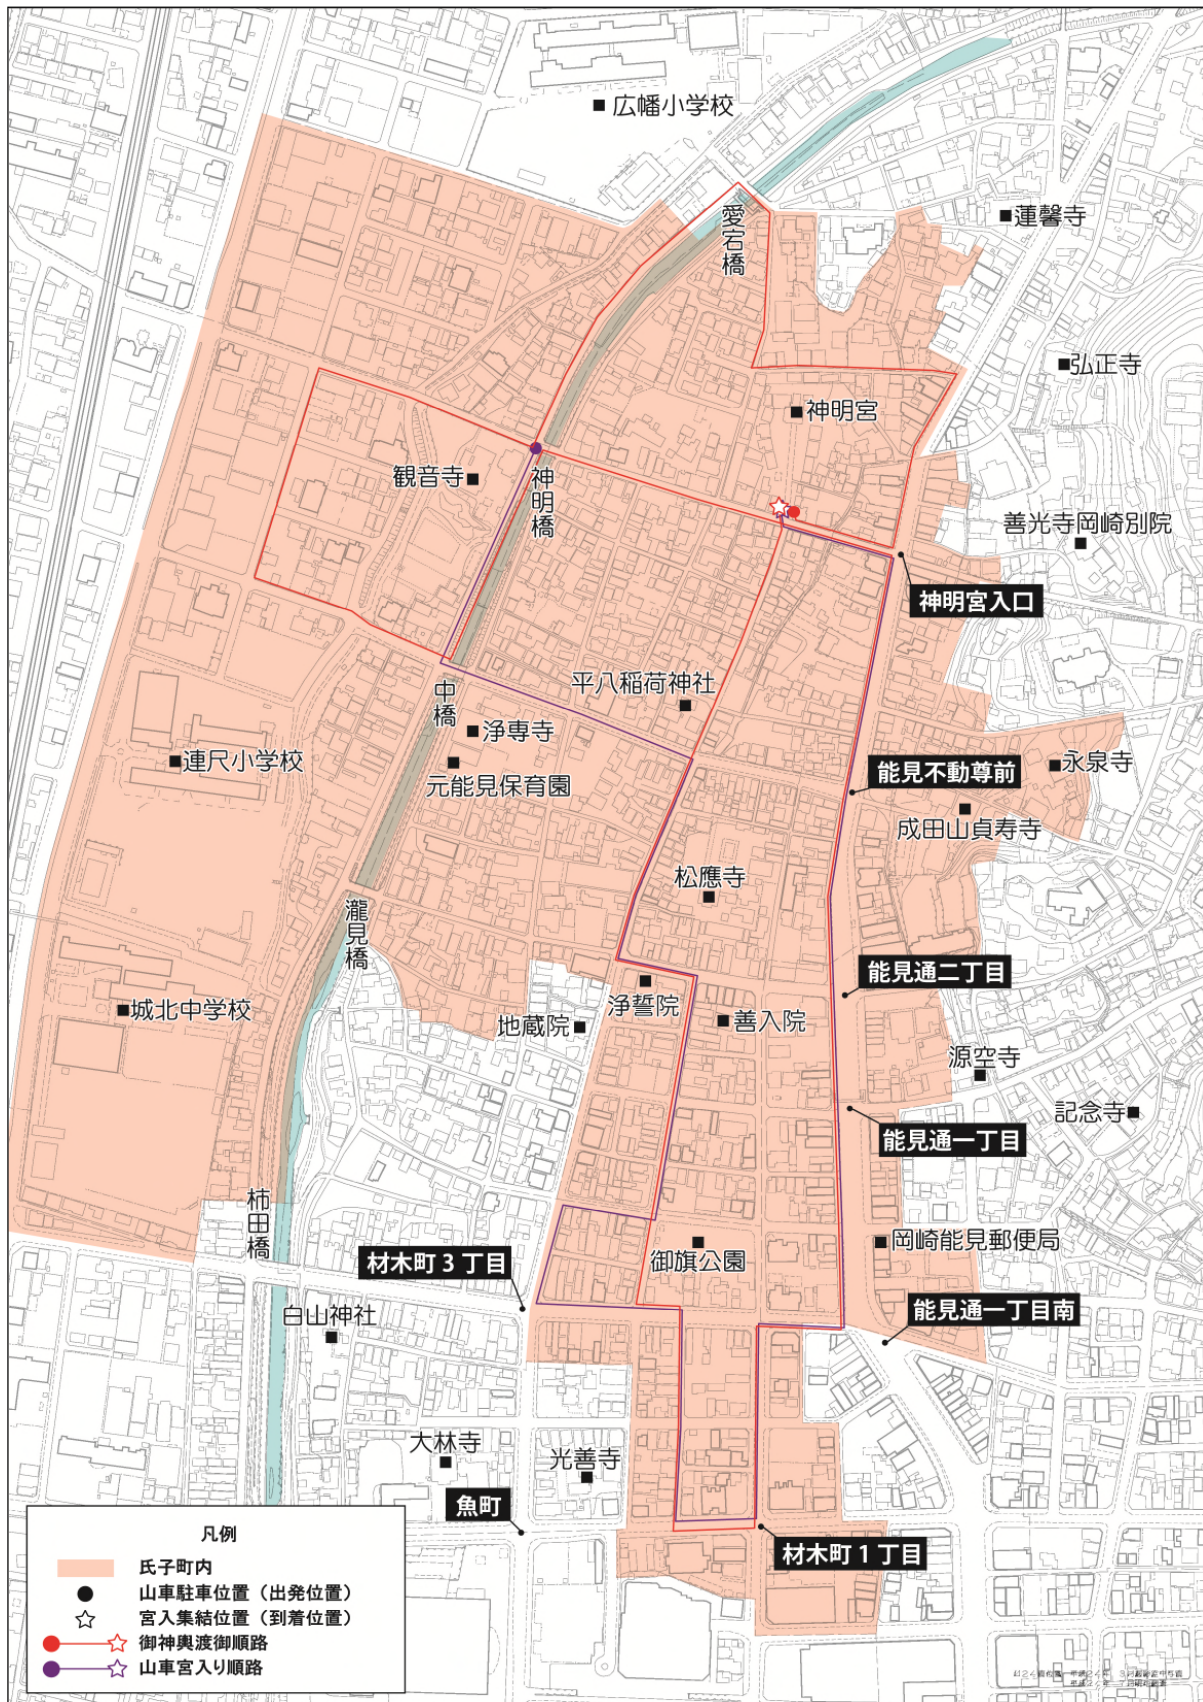 広幡小学校
愛宕橋
蓮馨寺
弘正寺
神明宮
観音寺
神明橋
善光寺岡崎別院
神明宮入口
平八稲荷神社
中橋
浄専寺
元能見保育園
連尺小学校
能見不動尊前
永泉寺
成田山貞寿寺
松應寺
瀧見橋
能見通二丁目
城北中学校
浄誓院
地蔵院
善入院
源空寺
記念寺
能見通一丁目
柿田橋
材木町3丁目
御旗公園
岡崎能見郵便局
白山神社
能見通一丁目南
大林寺
光善寺
魚町
材木町1丁目
凡例
氏子町内
山車駐車位置（出発位置）
宮入集結位置（到着位置）
御神輿渡御順路
山車宮入り順路